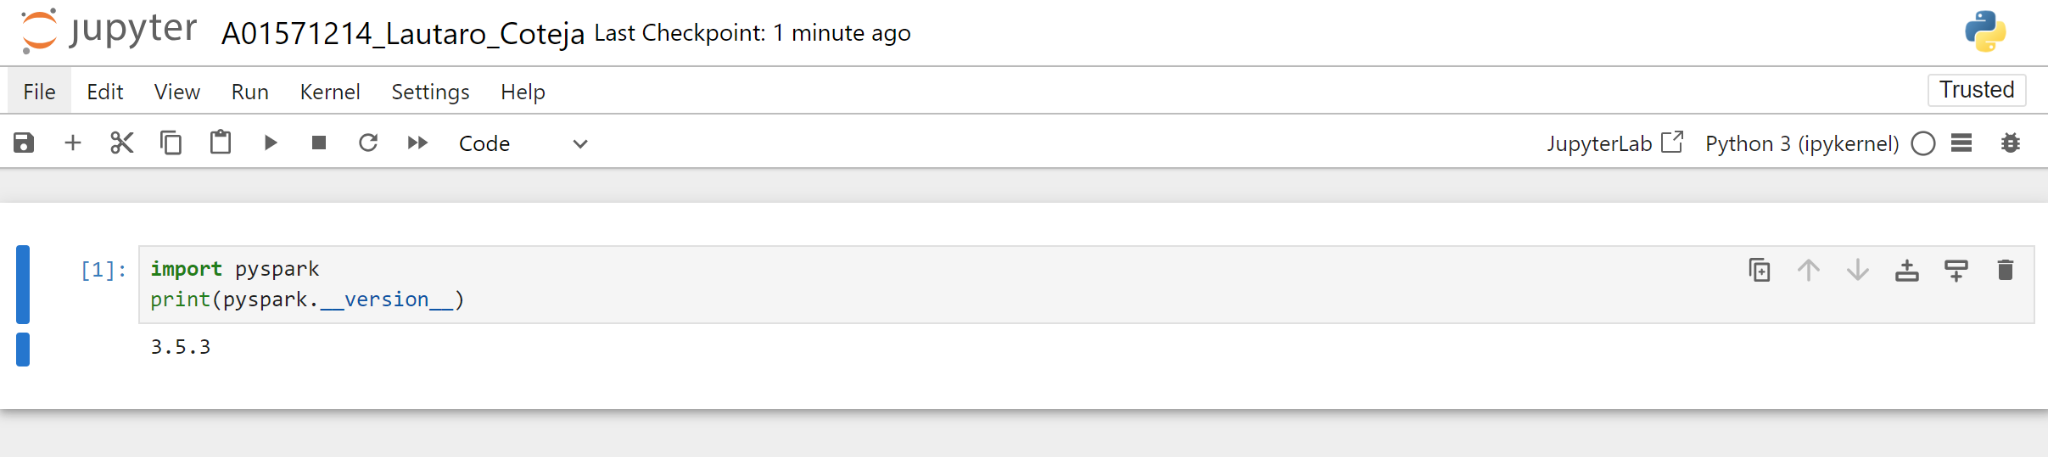 jupyter A01571214_Lautaro_Coteja Last Checkpoint: 1 minute ago
File Edit View Run Kernel Settings Help Trusted
Code JupyterLab Python 3 (ipykernel)
[1]: import pyspark
print(pyspark.__version__)
3.5.3